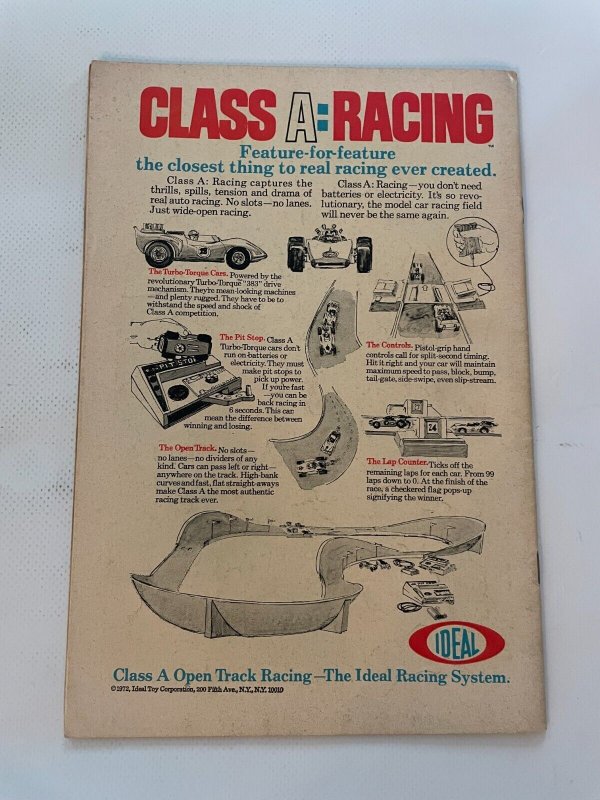 CLASS A: RACING™
Feature-for-feature
the closest thing to real racing ever created.
Class A: Racing captures the
thrills, spills, tension and drama of
real auto racing. No slots—no lanes.
Just wide-open racing.
Class A: Racing—you don't need
batteries or electricity. It's so revo-
lutionary, the model car racing field
will never be the same again.
The Turbo-Torque Cars. Powered by the
revolutionary Turbo-Torque "383" drive
mechanism. They're mean-looking machines
—and plenty rugged. They have to be to
withstand the speed and shock of
Class A competition.
The Pit Stop. Class A
Turbo-Torque cars don't
run on batteries or
electricity. They must
make pit stops to
pick up power.
If you're fast
—you can be
back racing in
6 seconds. This can
mean the difference between
winning and losing.
PIT STOP
The Controls. Pistol-grip hand
controls call for split-second timing.
Hit it right and your car will maintain
maximum speed to pass, block, bump,
tail-gate, side-swipe, even slip-stream.
The Open Track. No slots—
no lanes—no dividers of any
kind. Cars can pass left or right—
anywhere on the track. High-bank
curves and fast, flat straight-aways
make Class A the most authentic
racing track ever.
24
The Lap Counter. Ticks off the
remaining laps for each car. From 99
laps down to 0. At the finish of the
race, a checkered flag pops-up
signifying the winner.
IDEAL
Class A Open Track Racing—The Ideal Racing System.
©1972, Ideal Toy Corporation, 200 Fifth Ave., N.Y., N.Y. 10010